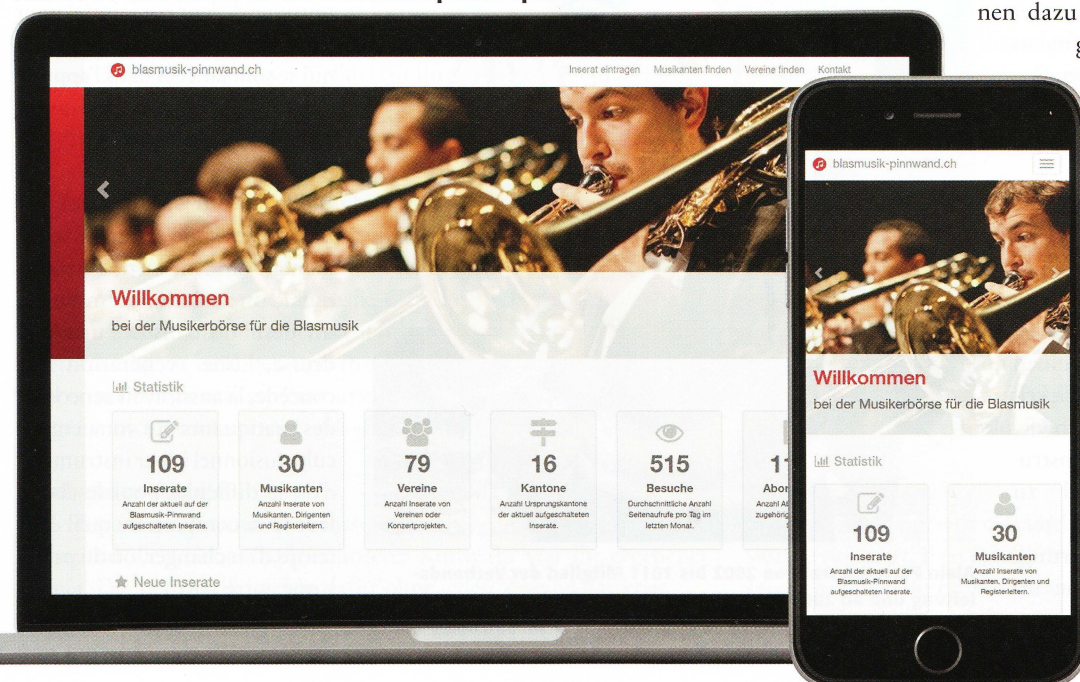 nen dazu
g
blasmusik-pinnwand.ch
Inserat eintragen Musikanten finden Vereine finden Kontakt
Willkommen
bei der Musikerbörse für die Blasmusik
Statistik
109
Inserate
Anzahl der aktuell auf der
Blasmusik-Pinnwand
aufgeschalteten Inserate.
30
Musikanten
Anzahl Inserate von
Musikanten, Dirigenten
und Registerleitern.
79
Vereine
Anzahl Inserate von
Vereinen oder
Konzertprojekten.
16
Kantone
Anzahl Ursprungskantone
der aktuell aufgeschalteten
Inserate.
515
Besuche
Durchschnittliche Anzahl
Seitenaufrufe pro Tag im
letzten Monat.
11
Abon
Anzahl Ab
zugehörig
Neue Inserate
blasmusik-pinnwand.ch
Willkommen
bei der Musikerbörse für die Blasmusik
Statistik
109
Inserate
Anzahl der aktuell auf der
Blasmusik-Pinnwand
aufgeschalteten Inserate.
30
Musikanten
Anzahl Inserate von
Musikanten, Dirigenten und
Registerleitern.